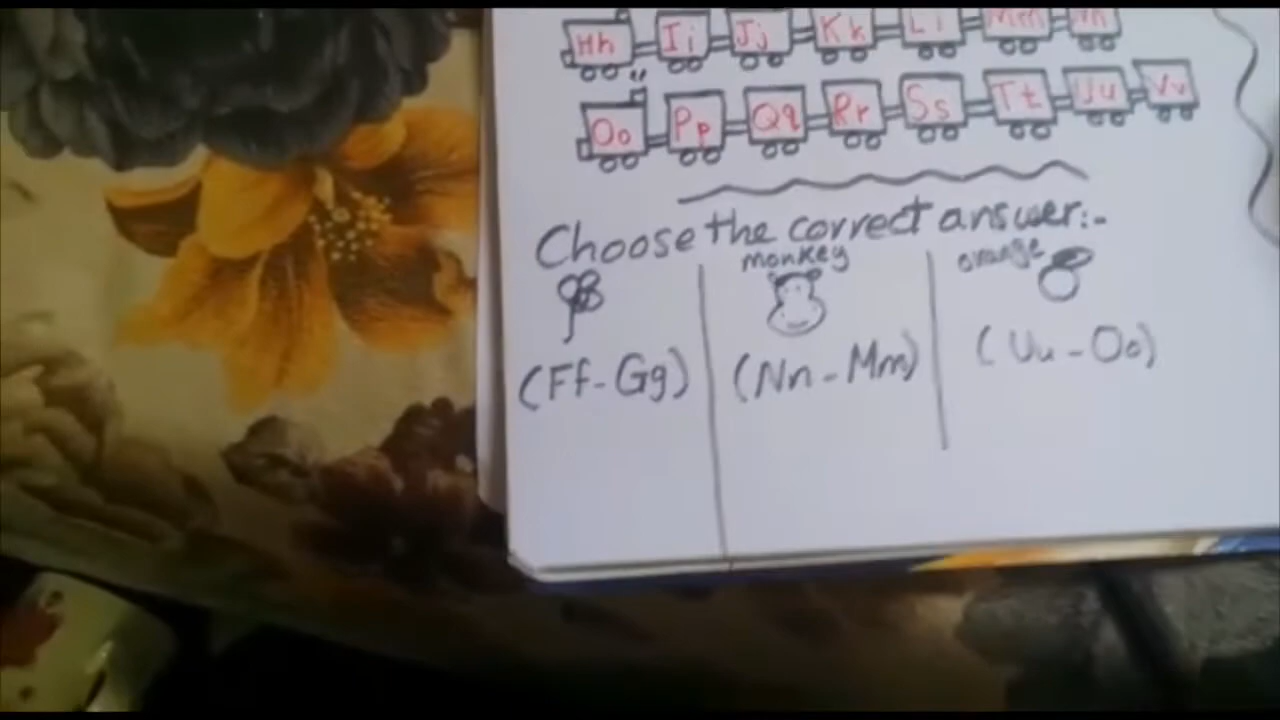 Hh Ii Jj Kk Li Mm
Oo Pp Qq Rr Ss Tt Uu Vv
Choose the correct answer:-
monkey orange
(Ff-Gg) (Nn-Mm) (Uu-Oo)